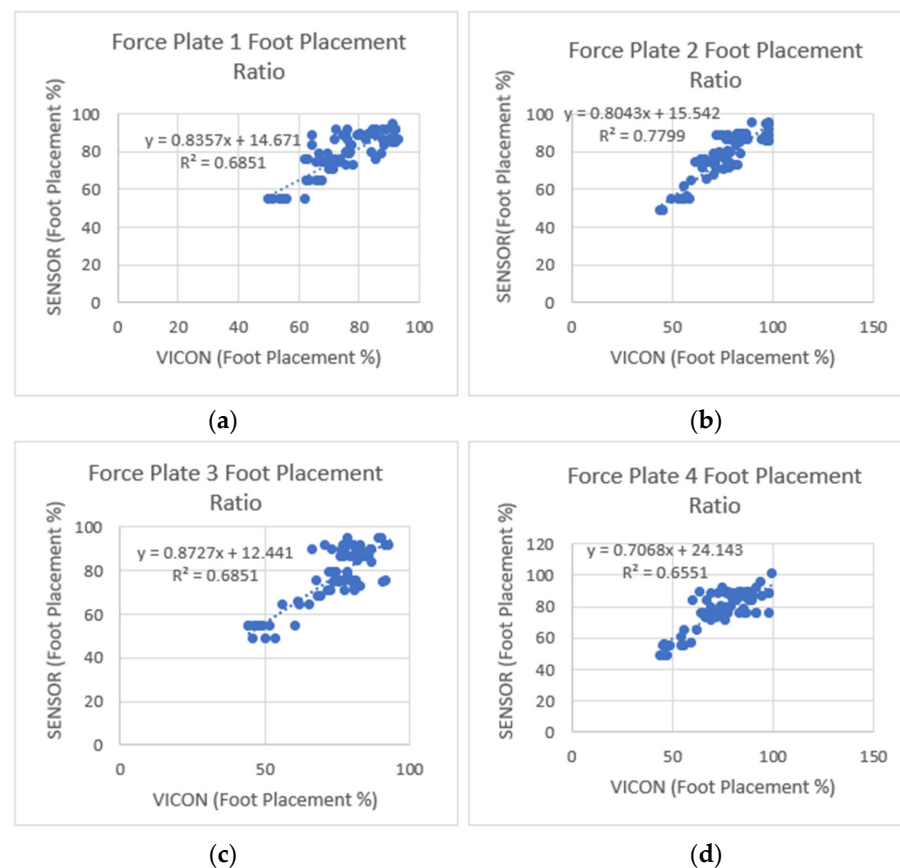 Force Plate 1 Foot Placement
Ratio
SENSOR (Foot Placement %)
100
80
60
40
20
0
y = 0.8357x + 14.671
R² = 0.6851
0 20 40 60 80 100
VICON (Foot Placement %)
(a)
Force Plate 2 Foot Placement
Ratio
SENSOR(Foot Placement %)
100
80
60
40
20
0
y = 0.8043x + 15.542
R² = 0.7799
0 50 100 150
VICON (Foot Placement %)
(b)
Force Plate 3 Foot Placement
Ratio
SENSOR (Foot Placement %)
100
80
60
40
20
0
y = 0.8727x + 12.441
R² = 0.6851
0 50 100
VICON (Foot Placement %)
(c)
Force Plate 4 Foot Placement
Ratio
SENSOR (Foot Placement %)
120
100
80
60
40
20
0
y = 0.7068x + 24.143
R² = 0.6551
0 50 100 150
VICON (Foot Placement %)
(d)